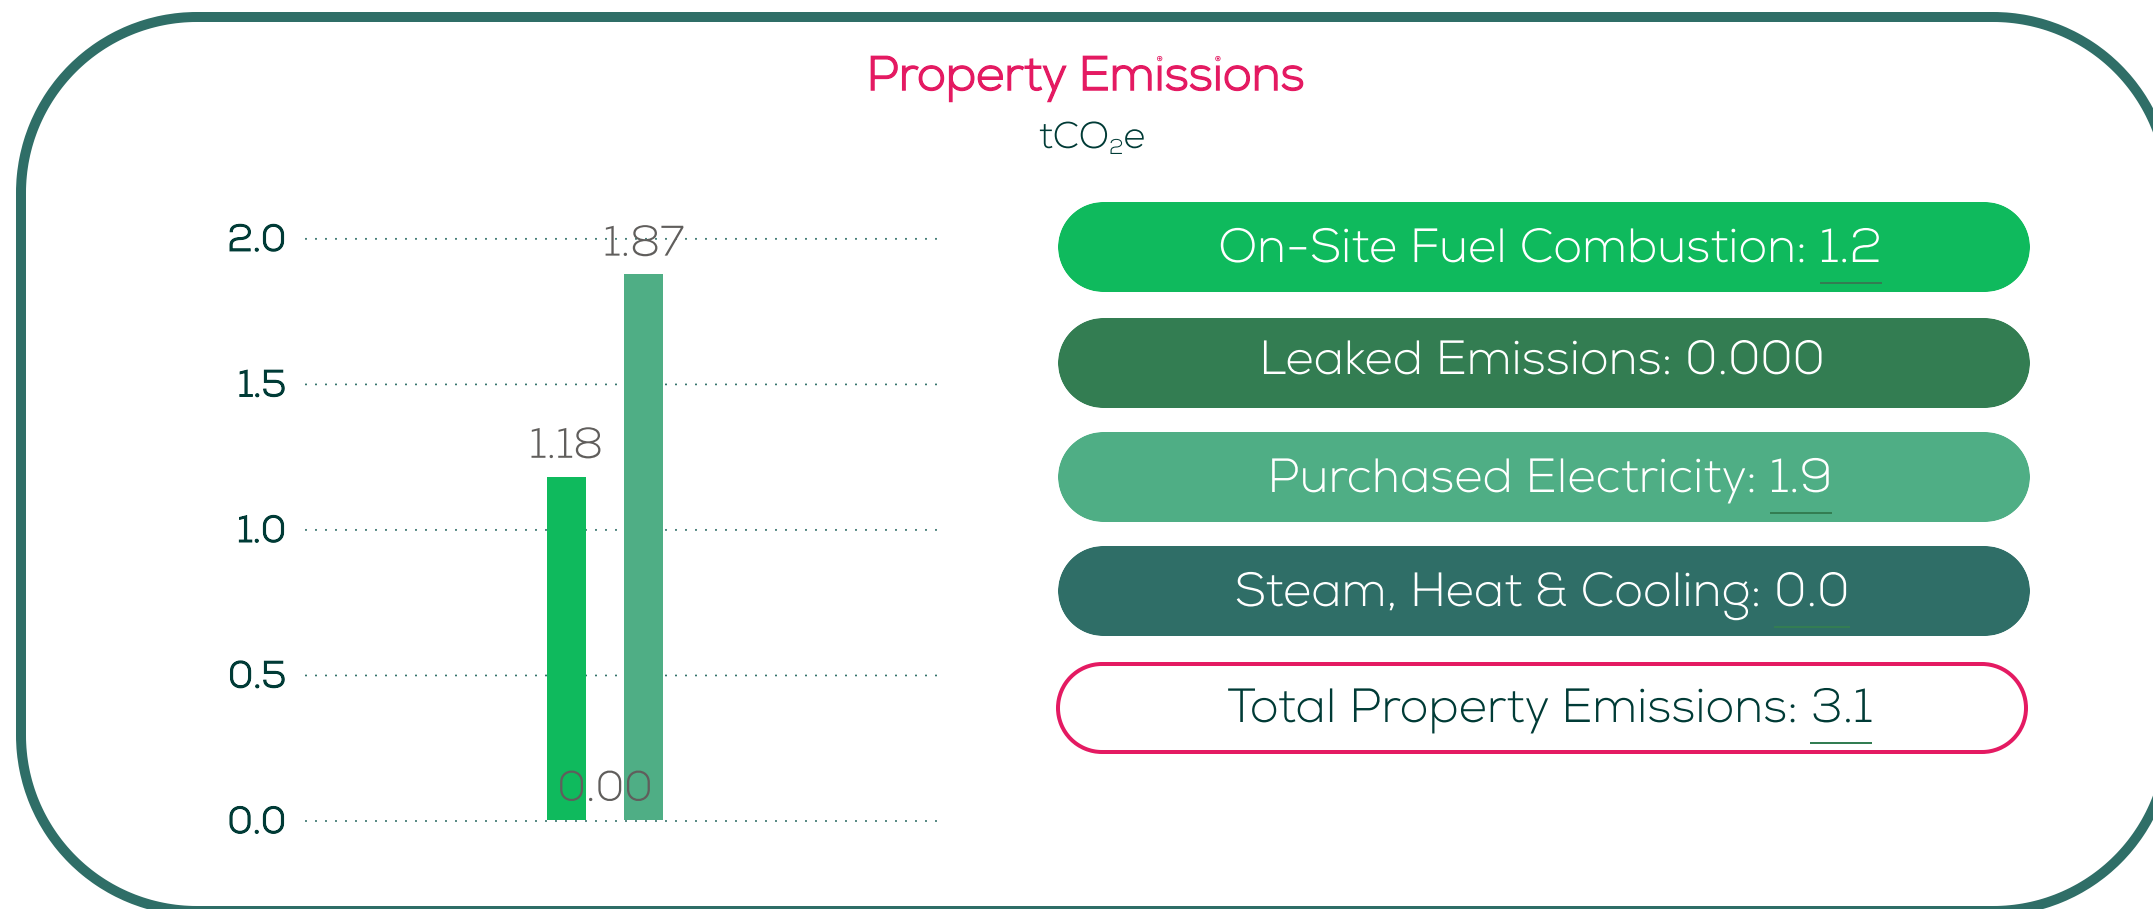 Property Emissions
tCO₂e
2.0
1.87
1.5
1.18
1.0
0.5
0.00
0.0
On-Site Fuel Combustion: 1.2
Leaked Emissions: 0.000
Purchased Electricity: 1.9
Steam, Heat & Cooling: 0.0
Total Property Emissions: 3.1